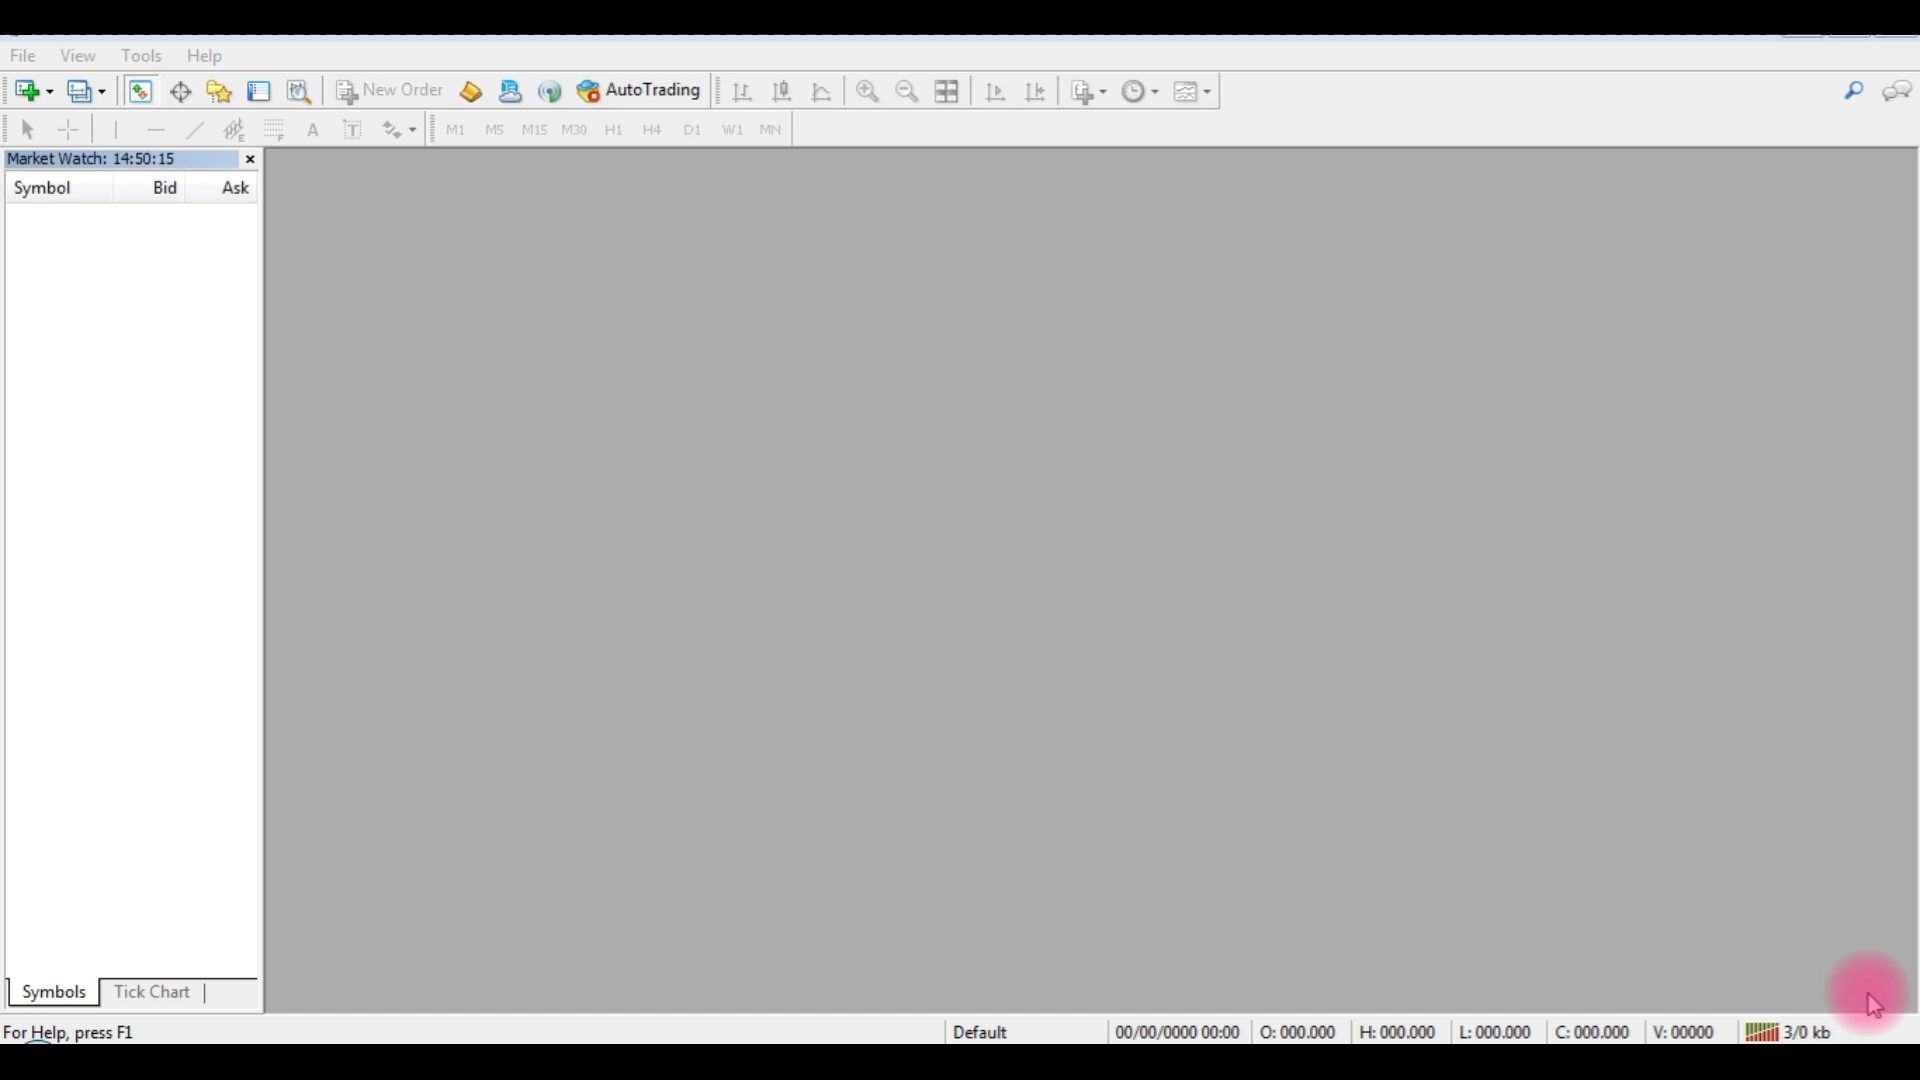 File View Tools Help
New Order AutoTrading
A T E F M1 M5 M15 M30 H1 H4 D1 W1 MN
Market Watch: 14:50:15
Symbol Bid Ask
Symbols Tick Chart
For Help, press F1 Default 00/00/0000 00:00 O: 000.000 H: 000.000 L: 000.000 C: 000.000 V: 00000 3/0 kb